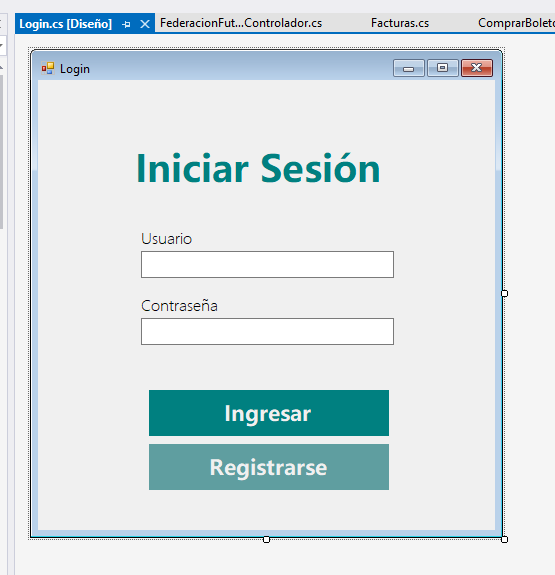 Login.cs [Diseño]
FederacionFut...Controlador.cs
Facturas.cs
ComprarBoleto
Login
Iniciar Sesión
Usuario
Contraseña
Ingresar
Registrarse